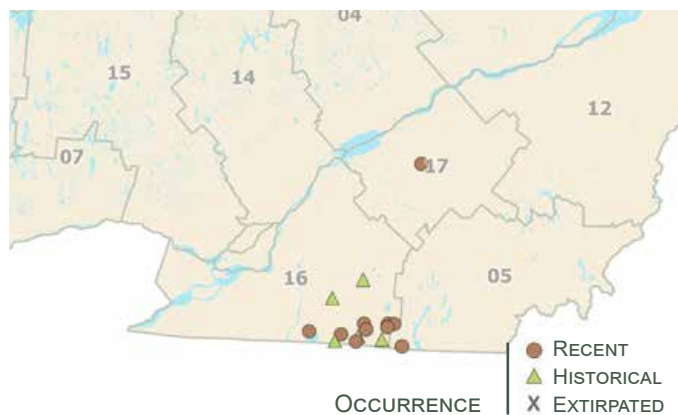 04
15
14
12
07
17
16
05
RECENT
HISTORICAL
OCCURRENCE
X EXTIRPATED